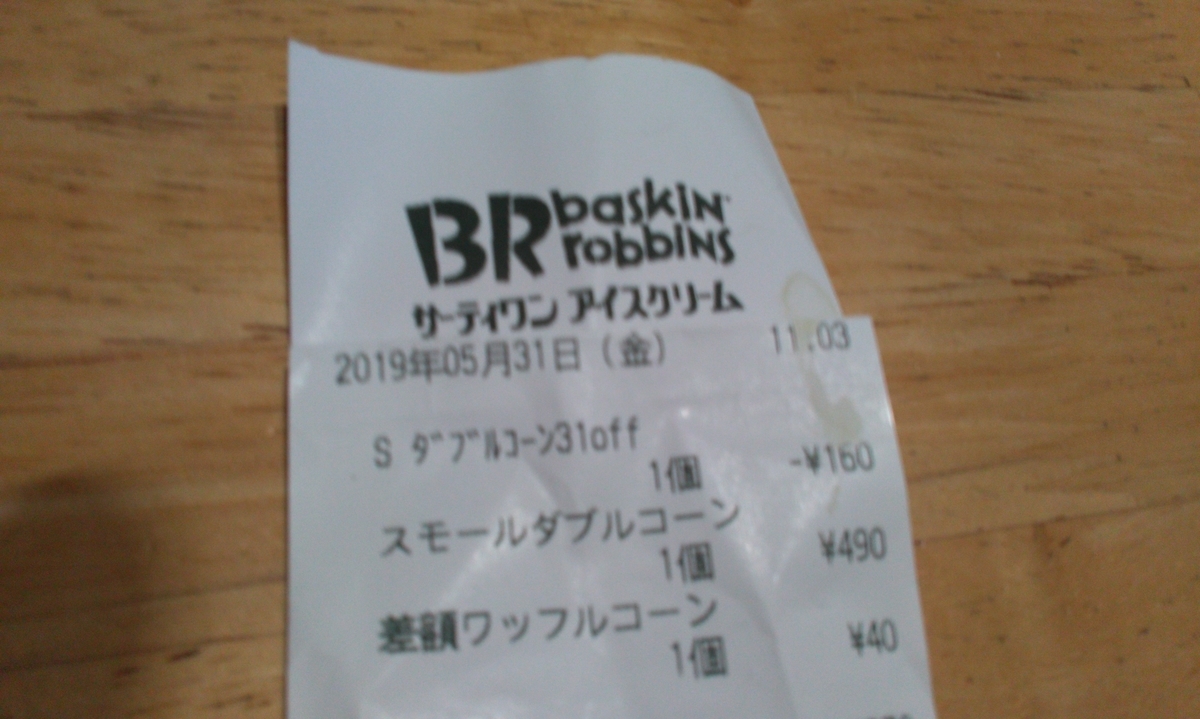 BR baskin robbins
サーティワン アイスクリーム
2019年05月31日（金） 11:03
S ﾀﾞﾌﾞﾙｺｰﾝ31off
1個 -¥160
スモールダブルコーン
1個 ¥490
差額ワッフルコーン
1個 ¥40